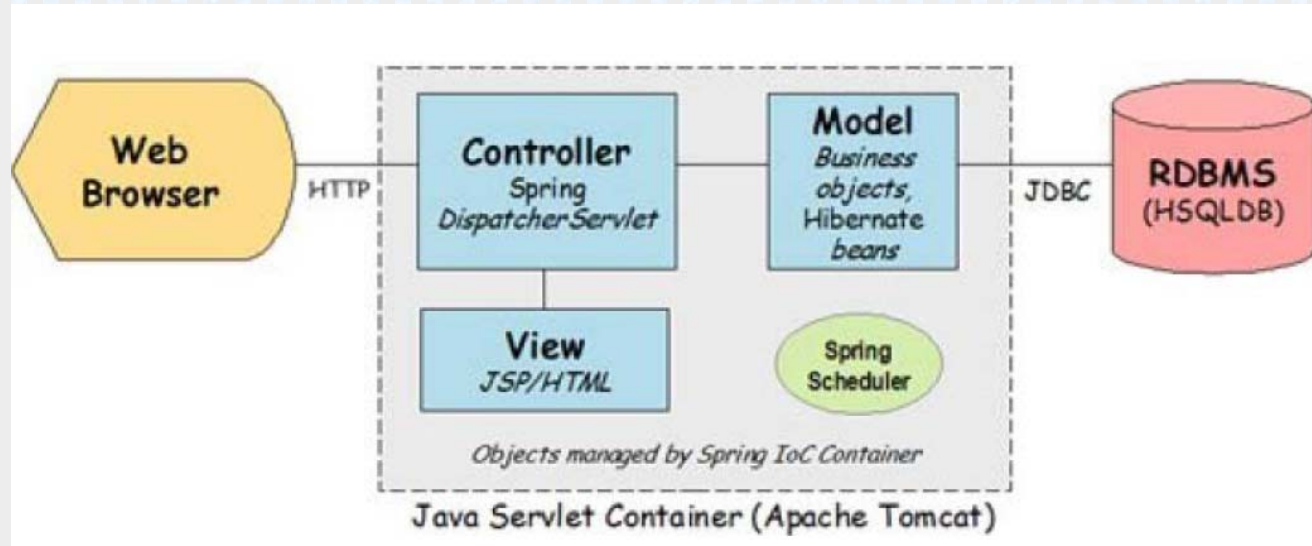 Web
Browser
HTTP
Controller
Spring
DispatcherServlet
Model
Business
objects,
Hibernate
beans
JDBC
RDBMS
(HSQLDB)
View
JSP/HTML
Spring
Scheduler
Objects managed by Spring IoC Container
Java Servlet Container (Apache Tomcat)